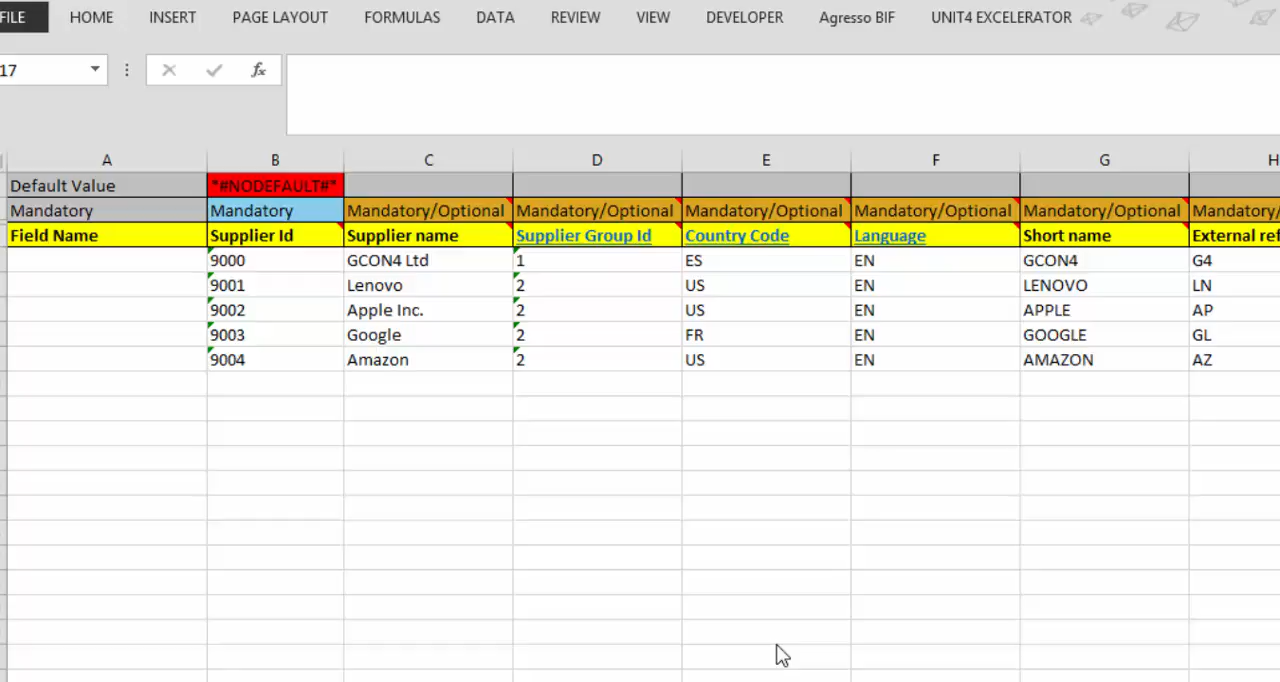 FILE HOME INSERT PAGE LAYOUT FORMULAS DATA REVIEW VIEW DEVELOPER Agresso BIF UNIT4 EXCELERATOR
17 fx
A B C D E F G H
Default Value *#NODEFAULT#*
Mandatory Mandatory Mandatory/Optional Mandatory/Optional Mandatory/Optional Mandatory/Optional Mandatory/Optional Mandatory/
Field Name Supplier Id Supplier name Supplier Group Id Country Code Language Short name External ref
9000 GCON4 Ltd 1 ES EN GCON4 G4
9001 Lenovo 2 US EN LENOVO LN
9002 Apple Inc. 2 US EN APPLE AP
9003 Google 2 FR EN GOOGLE GL
9004 Amazon 2 US EN AMAZON AZ